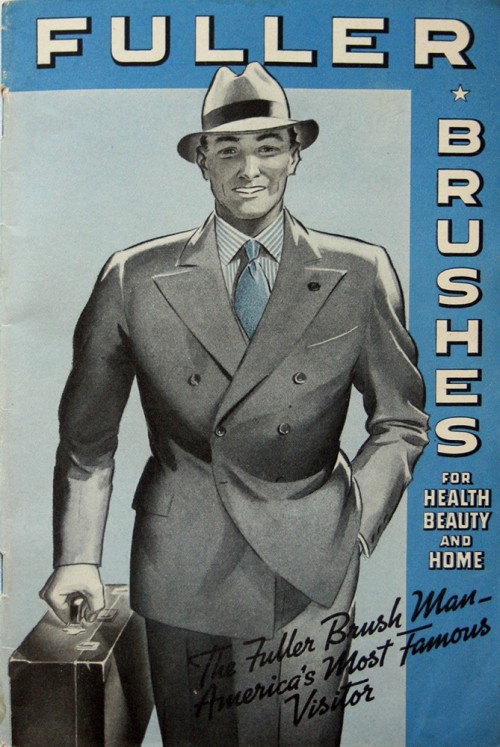 FULLER
BRUSHES
FOR
HEALTH
BEAUTY
AND
HOME
The Fuller Brush Man-
America's Most Famous
Visitor